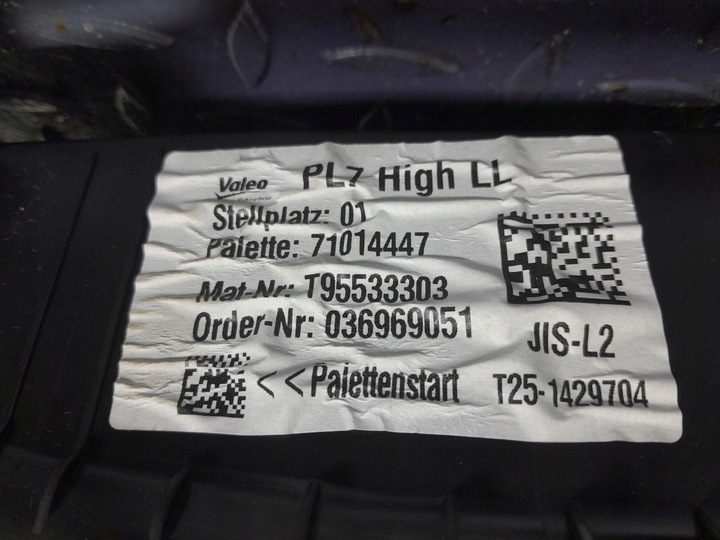 Valeo PL7 High LL
Stellplatz: 01
Palette: 71014447
Mat-Nr: T95533303
Order-Nr: 036969051
JIS-L2
<<Palettenstart
T25-1429704